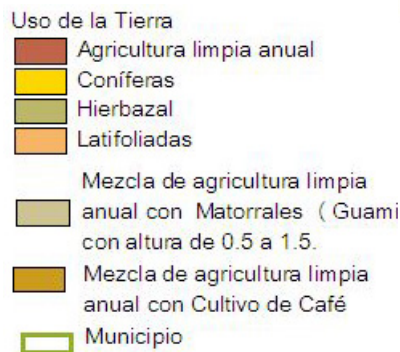 Uso de la Tierra
Agricultura limpia anual
Coníferas
Hierbazal
Latifoliadas
Mezcla de agricultura limpia
anual con Matorrales ( Guami
con altura de 0.5 a 1.5.
Mezcla de agricultura limpia
anual con Cultivo de Café
Municipio